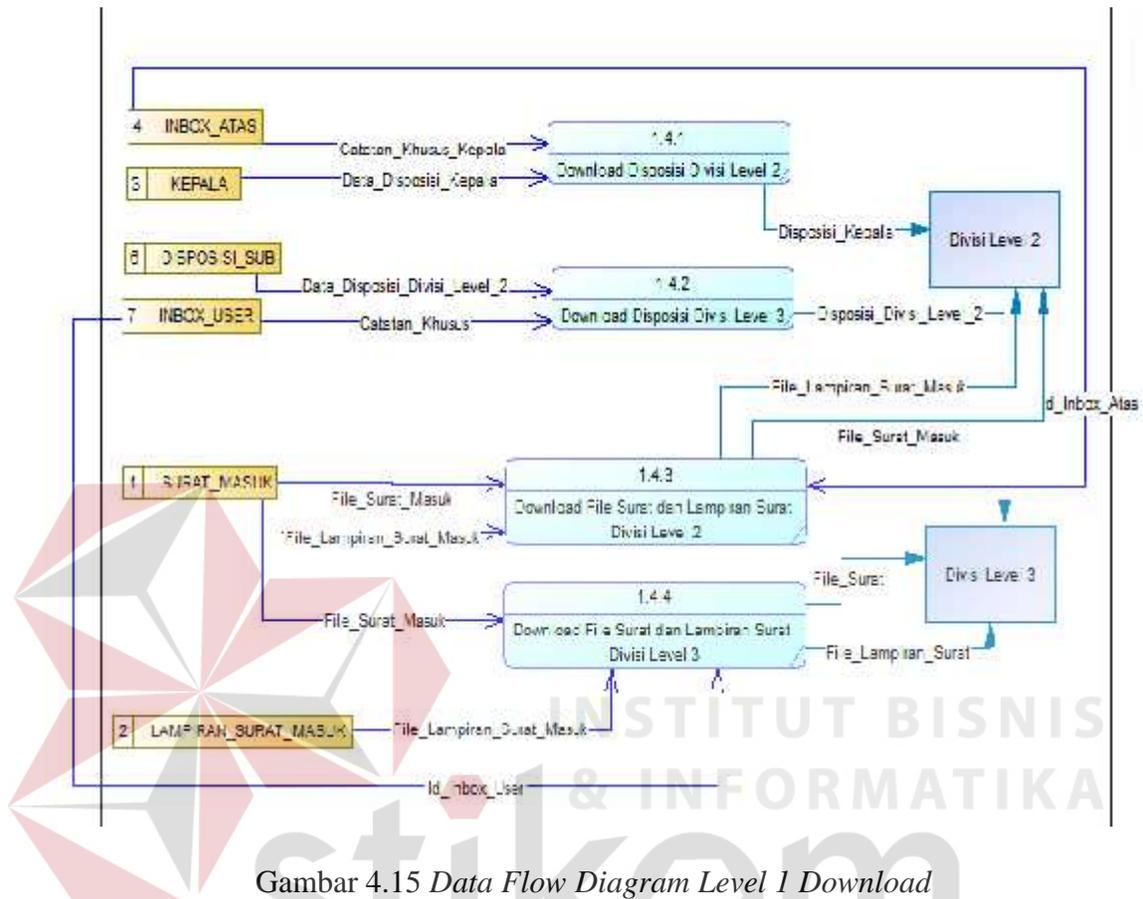 4 INBOX_ATAS
Catatan_Khusus_Kepala
1.4.1
Download Disposisi Divisi Level 2
3 KEPALA
Data_Disposisi_Kepala
Disposisi_Kepala
Divisi Level 2
6 DISPOSISI_SUB
Data_Disposisi_Divisi_Level_2
1.4.2
Download Disposisi Divisi Level 3
7 INBOX_USER
Catatan_Khusus
Disposisi_Divisi_Level_2
File_Lampiran_Surat_Masuk
Id_Inbox_Atas
File_Surat_Masuk
1 SURAT_MASUK
File_Surat_Masuk
1.4.3
Download File Surat dan Lampiran Surat
Divisi Level 2
File_Lampiran_Surat_Masuk
File_Surat
Divisi Level 3
1.4.4
Download File Surat dan Lampiran Surat
Divisi Level 3
File_Surat_Masuk
File_Lampiran_Surat
2 LAMPIRAN_SURAT_MASUK
File_Lampiran_Surat_Masuk
Id_Inbox_User
INSTITUT BISNIS
& INFORMATIKA
stikom
Gambar 4.15 Data Flow Diagram Level 1 Download